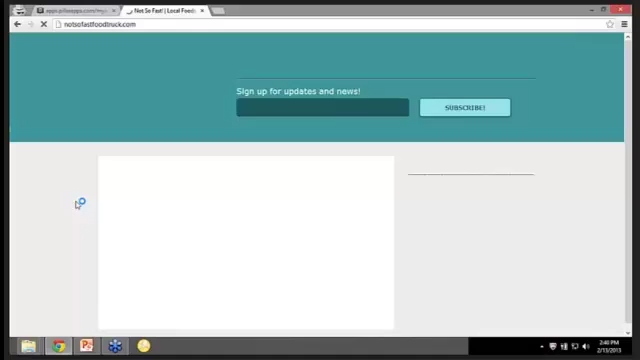 Not So Fast! | Local Foods
notsofastfoodtruck.com
Sign up for updates and news!
SUBSCRIBE!
2:40 PM
2/13/2013